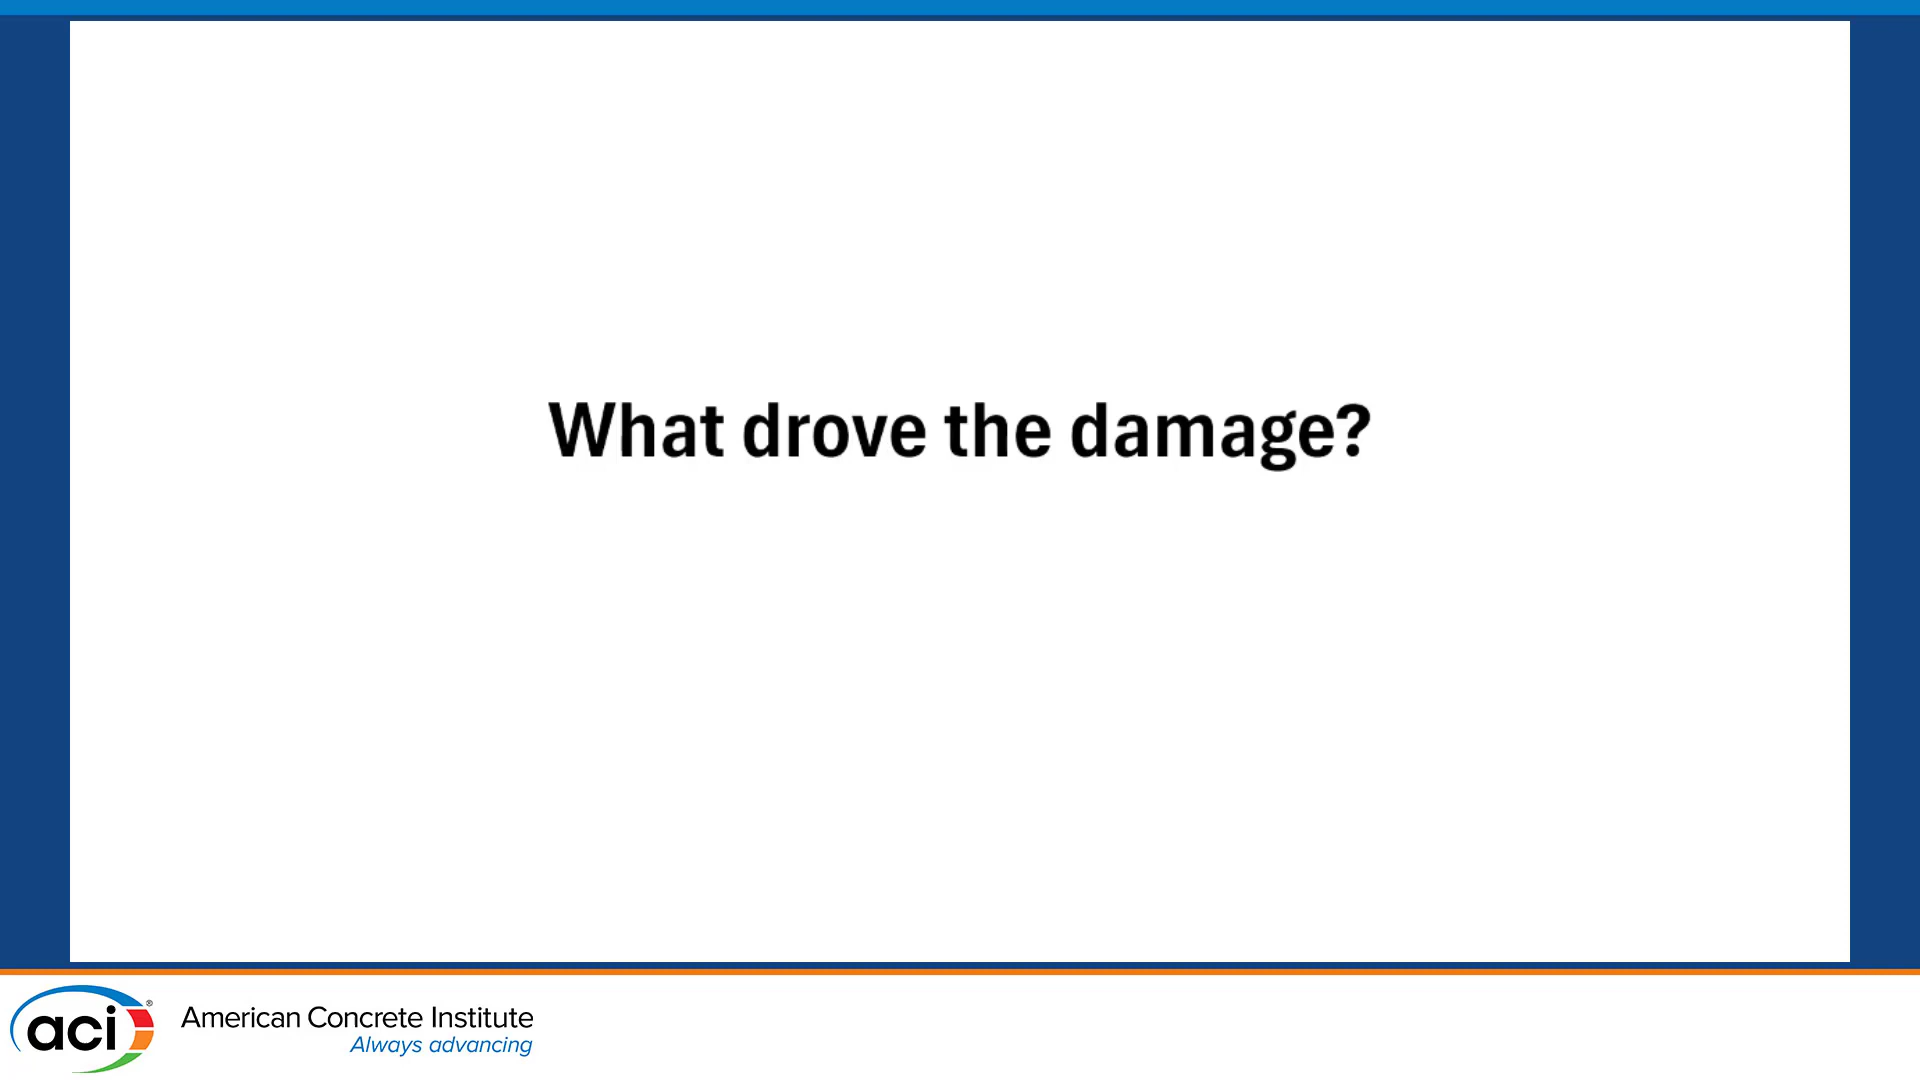 What drove the damage?
aci®
American Concrete Institute
Always advancing